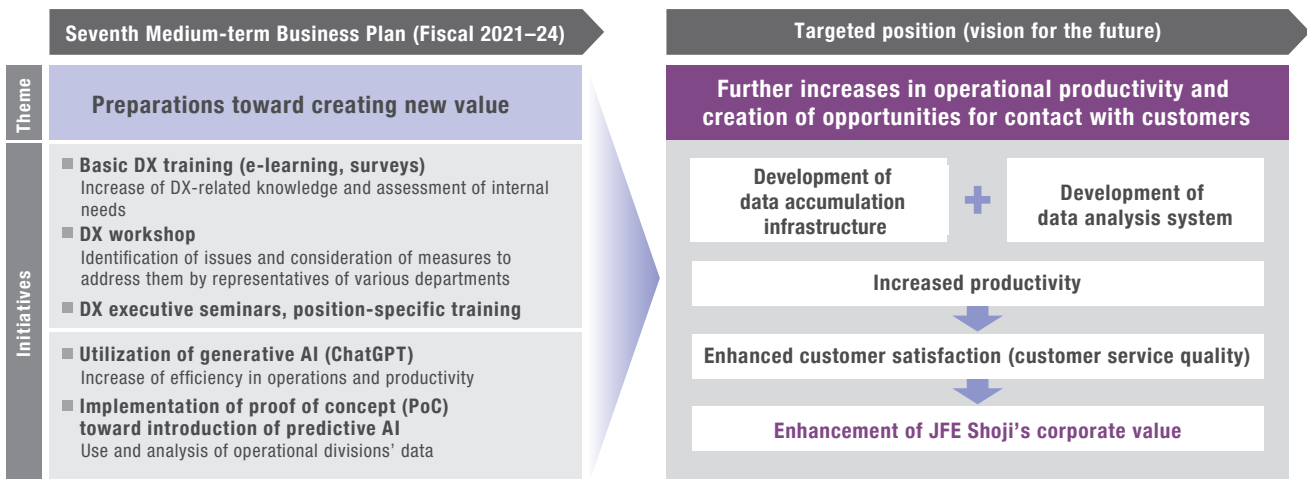 Seventh Medium-term Business Plan (Fiscal 2021–24)
Targeted position (vision for the future)
Theme
Preparations toward creating new value
Further increases in operational productivity and
creation of opportunities for contact with customers
Initiatives
Basic DX training (e-learning, surveys)
Increase of DX-related knowledge and assessment of internal
needs
DX workshop
Identification of issues and consideration of measures to
address them by representatives of various departments
DX executive seminars, position-specific training
Utilization of generative AI (ChatGPT)
Increase of efficiency in operations and productivity
Implementation of proof of concept (PoC)
toward introduction of predictive AI
Use and analysis of operational divisions’ data
Development of
data accumulation
infrastructure
+
Development of
data analysis system
Increased productivity
Enhanced customer satisfaction (customer service quality)
Enhancement of JFE Shoji’s corporate value